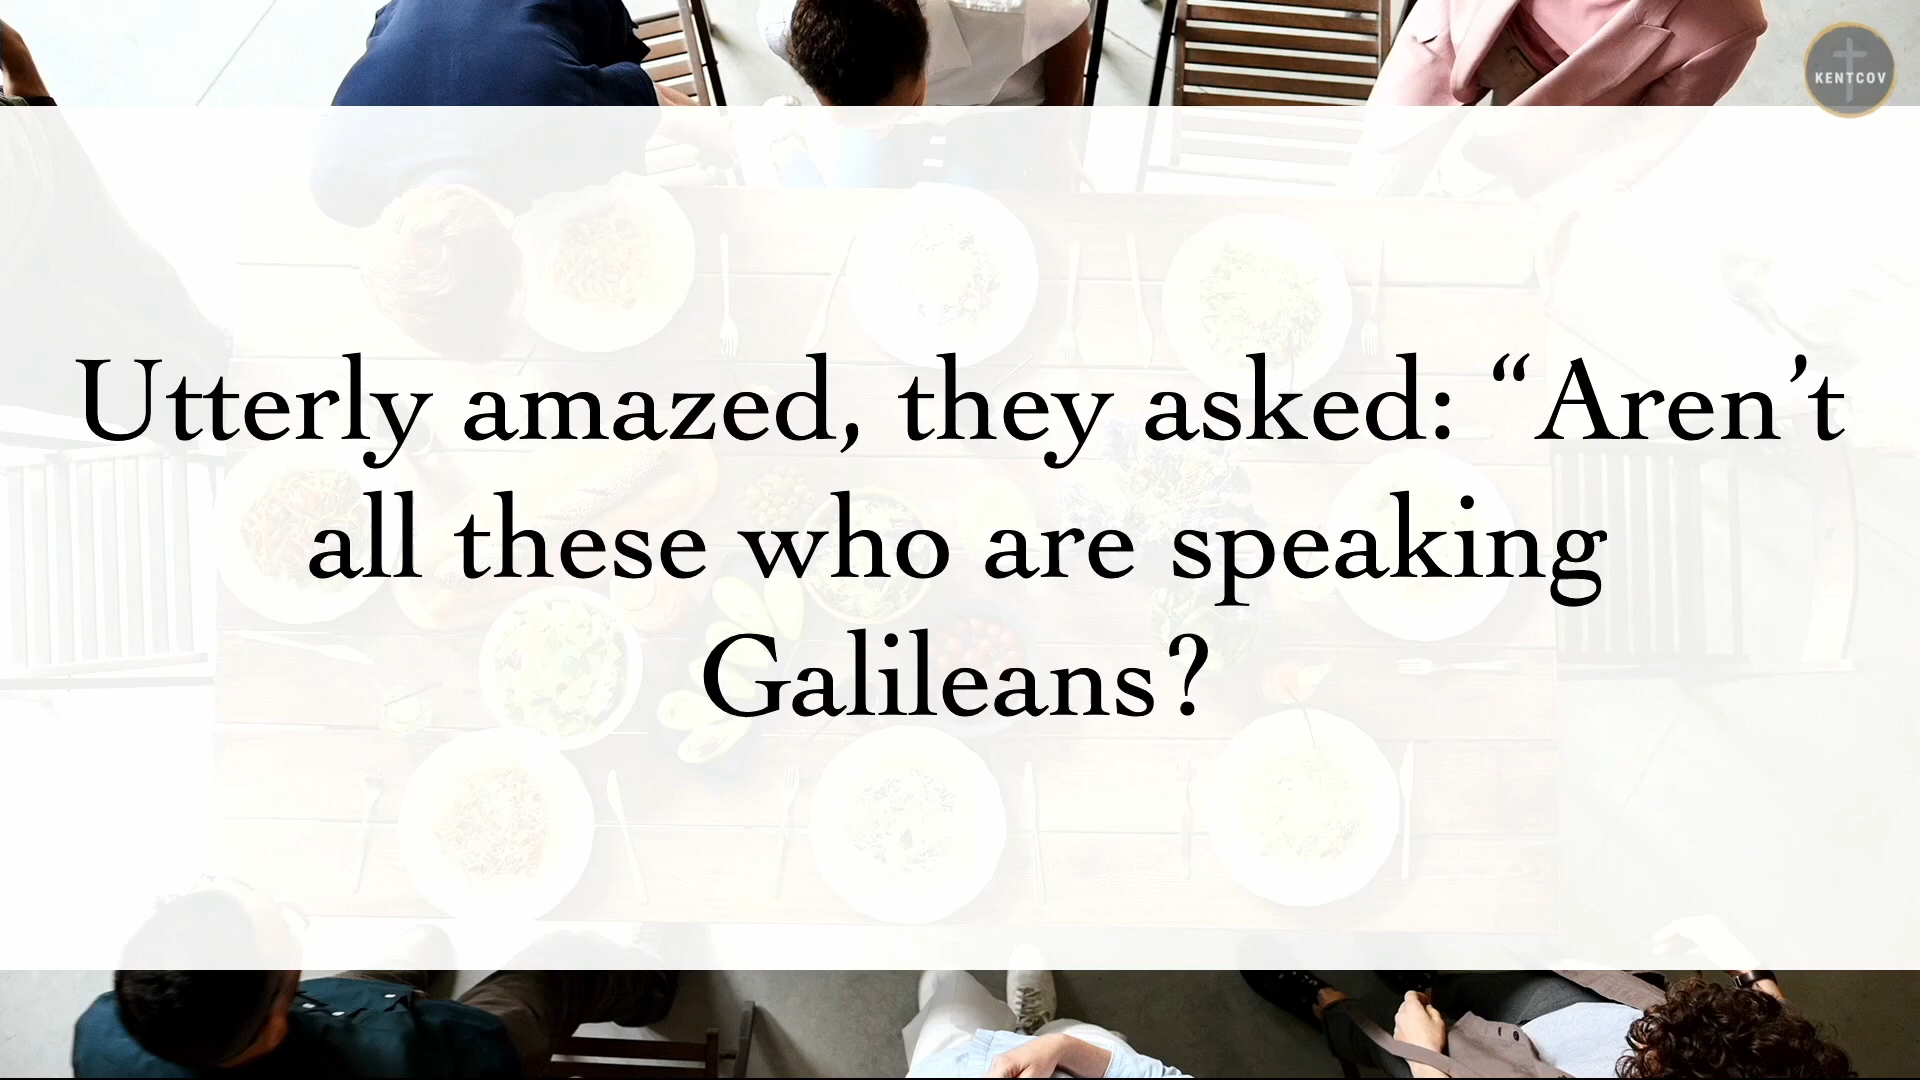 KENTCOV
Utterly amazed, they asked: “Aren’t
all these who are speaking
Galileans?